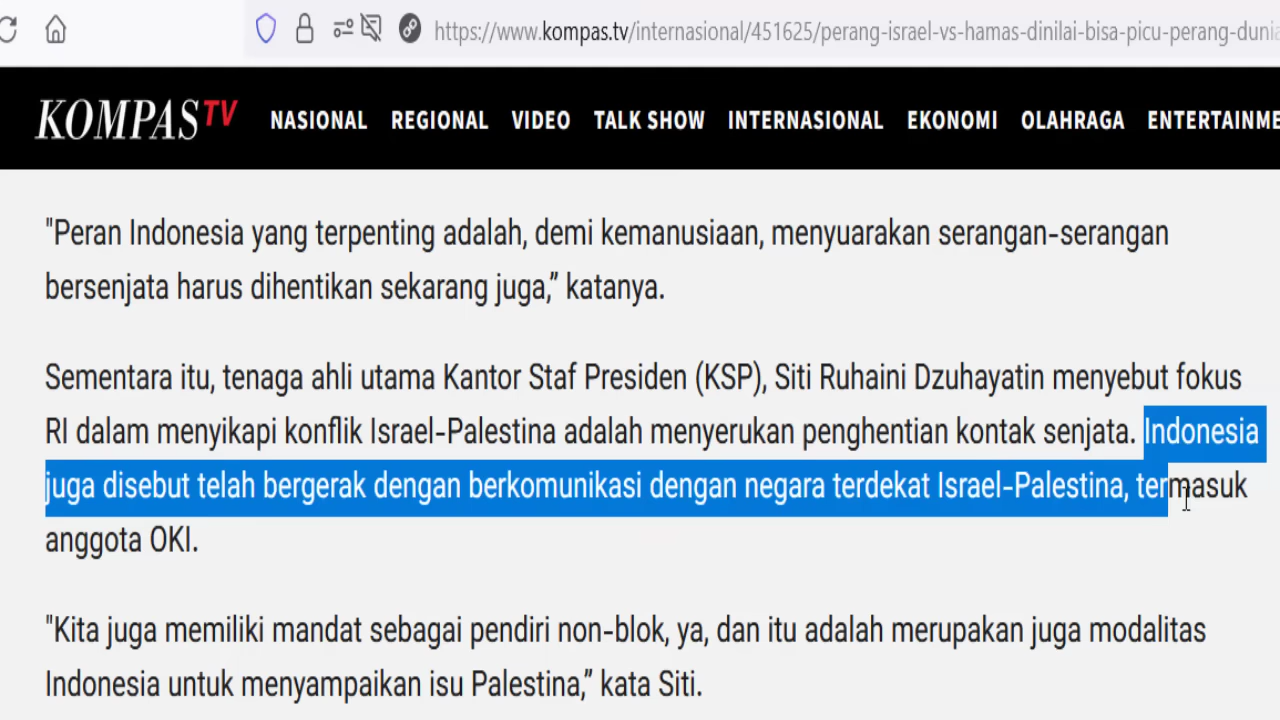 https://www.kompas.tv/internasional/451625/perang-israel-vs-hamas-dinilai-bisa-picu-perang-dunia
KOMPAS TV NASIONAL REGIONAL VIDEO TALK SHOW INTERNASIONAL EKONOMI OLAHRAGA ENTERTAINME
"Peran Indonesia yang terpenting adalah, demi kemanusiaan, menyuarakan serangan-serangan
bersenjata harus dihentikan sekarang juga,” katanya.
Sementara itu, tenaga ahli utama Kantor Staf Presiden (KSP), Siti Ruhaini Dzuhayatin menyebut fokus
RI dalam menyikapi konflik Israel-Palestina adalah menyerukan penghentian kontak senjata. Indonesia
juga disebut telah bergerak dengan berkomunikasi dengan negara terdekat Israel-Palestina, termasuk
anggota OKI.
"Kita juga memiliki mandat sebagai pendiri non-blok, ya, dan itu adalah merupakan juga modalitas
Indonesia untuk menyampaikan isu Palestina,” kata Siti.